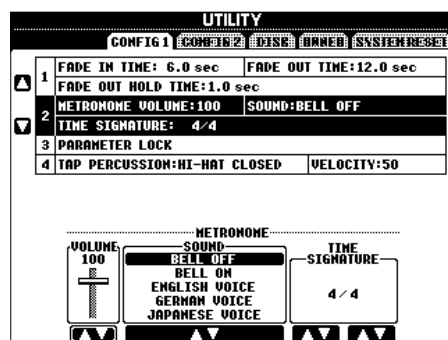 UTILITY
CONFIG 1 CONFIG 2 DISK OWNER SYSTEM RESET
1 FADE IN TIME: 6.0 sec FADE OUT TIME:12.0 sec
FADE OUT HOLD TIME:1.0 sec
2 METRONOME VOLUME:100 SOUND:BELL OFF
TIME SIGNATURE: 4/4
3 PARAMETER LOCK
4 TAP PERCUSSION:HI-HAT CLOSED VELOCITY:50
METRONOME
VOLUME
100
SOUND
BELL OFF
BELL ON
ENGLISH VOICE
GERMAN VOICE
JAPANESE VOICE
TIME
SIGNATURE
4/4